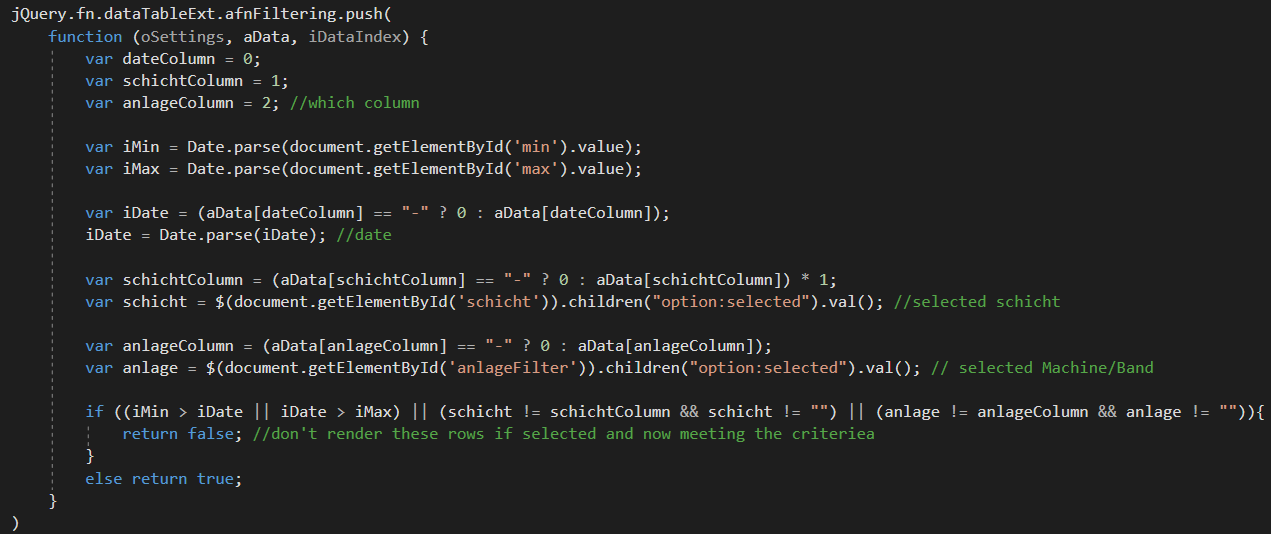 jQuery.fn.dataTableExt.afnFiltering.push(
function (oSettings, aData, iDataIndex) {
var dateColumn = 0;
var schichtColumn = 1;
var anlageColumn = 2; //which column
var iMin = Date.parse(document.getElementById('min').value);
var iMax = Date.parse(document.getElementById('max').value);
var iDate = (aData[dateColumn] == "-" ? 0 : aData[dateColumn]);
iDate = Date.parse(iDate); //date
var schichtColumn = (aData[schichtColumn] == "-" ? 0 : aData[schichtColumn]) * 1;
var schicht = $(document.getElementById('schicht')).children("option:selected").val(); //selected schicht
var anlageColumn = (aData[anlageColumn] == "-" ? 0 : aData[anlageColumn]);
var anlage = $(document.getElementById('anlageFilter')).children("option:selected").val(); // selected Machine/Band
if ((iMin > iDate || iDate > iMax) || (schicht != schichtColumn && schicht != "") || (anlage != anlageColumn && anlage != "")){
return false; //don't render these rows if selected and now meeting the criteriea
}
else return true;
}
)